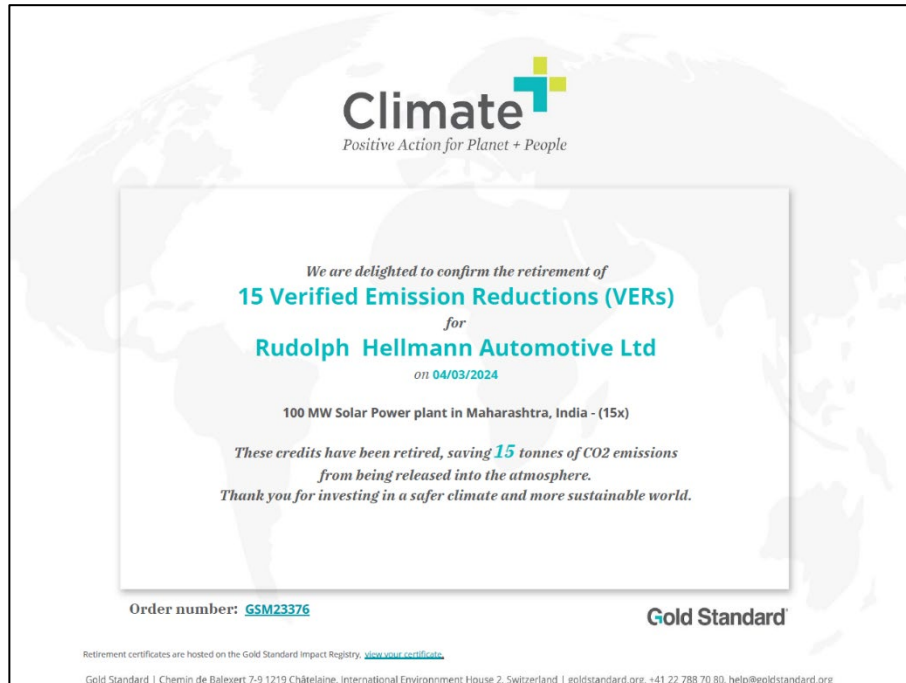 Climate
Positive Action for Planet + People
We are delighted to confirm the retirement of
15 Verified Emission Reductions (VERs)
for
Rudolph Hellmann Automotive Ltd
on 04/03/2024
100 MW Solar Power plant in Maharashtra, India - (15x)
These credits have been retired, saving 15 tonnes of CO2 emissions
from being released into the atmosphere.
Thank you for investing in a safer climate and more sustainable world.
Order number: GSM23376
Gold Standard
Retirement certificates are hosted on the Gold Standard Impact Registry, view your certificate.
Gold Standard | Chemin de Balexert 7-9 1219 Châtelaine, International Environnment House 2, Switzerland | goldstandard.org, +41 22 788 70 80, help@goldstandard.org